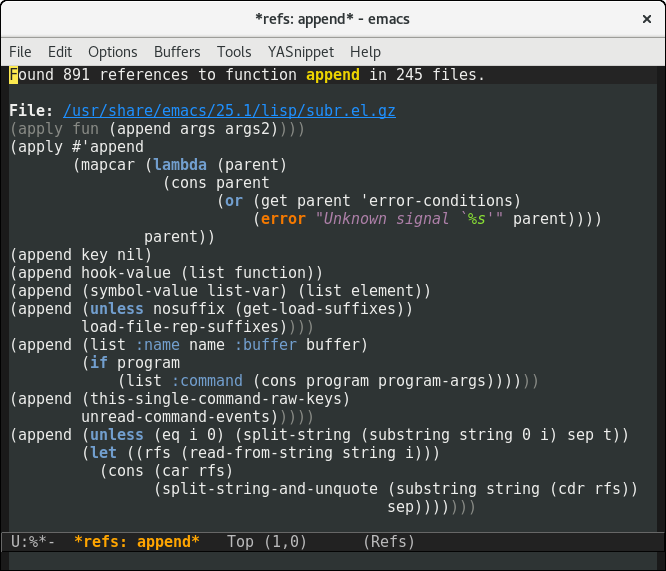 *refs: append* - emacs ×
File Edit Options Buffers Tools YASnippet Help
Found 891 references to function append in 245 files.
File: /usr/share/emacs/25.1/lisp/subr.el.gz
(apply fun (append args args2))))
(apply #'append
       (mapcar (lambda (parent)
                 (cons parent
                       (or (get parent 'error-conditions)
                           (error "Unknown signal `%s'" parent))))
               parent))
(append key nil)
(append hook-value (list function))
(append (symbol-value list-var) (list element))
(append (unless nosuffix (get-load-suffixes))
        load-file-rep-suffixes))))
(append (list :name name :buffer buffer)
        (if program
            (list :command (cons program program-args))))))
(append (this-single-command-raw-keys)
        unread-command-events)))))
(append (unless (eq i 0) (split-string (substring string 0 i) sep t))
        (let ((rfs (read-from-string string i)))
          (cons (car rfs)
                (split-string-and-unquote (substring string (cdr rfs))
                                          sep)))))))
U:%*-  *refs: append*   Top (1,0)      (Refs)